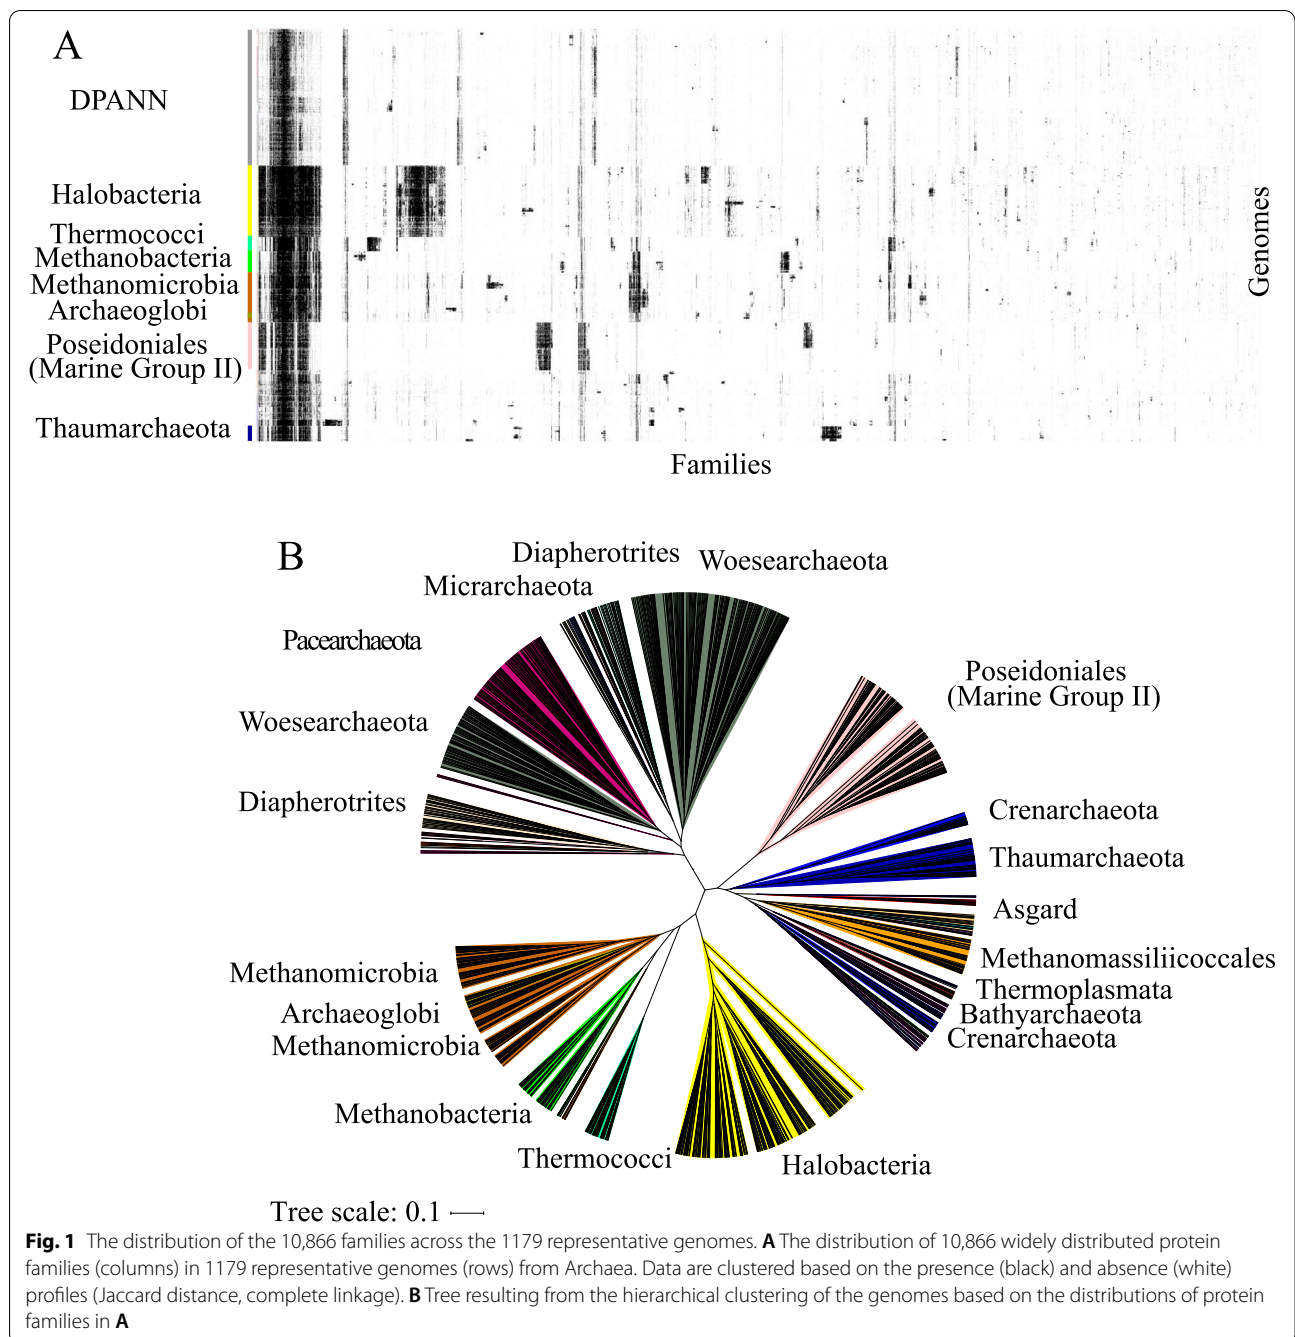 A
DPANN
Halobacteria
Thermococci
Methanobacteria
Methanomicrobia
Archaeoglobi
Poseidoniales
(Marine Group II)
Thaumarchaeota
Genomes
Families
B
Diapherotrites
Woesearchaeota
Micrarchaeota
Pacearchaeota
Woesearchaeota
Diapherotrites
Poseidoniales
(Marine Group II)
Crenarchaeota
Thaumarchaeota
Asgard
Methanomassiliicoccales
Thermoplasmata
Bathyarchaeota
Crenarchaeota
Methanomicrobia
Archaeoglobi
Methanomicrobia
Methanobacteria
Thermococci
Halobacteria
Tree scale: 0.1
Fig. 1 The distribution of the 10,866 families across the 1179 representative genomes. A The distribution of 10,866 widely distributed protein
families (columns) in 1179 representative genomes (rows) from Archaea. Data are clustered based on the presence (black) and absence (white)
profiles (Jaccard distance, complete linkage). B Tree resulting from the hierarchical clustering of the genomes based on the distributions of protein
families in A